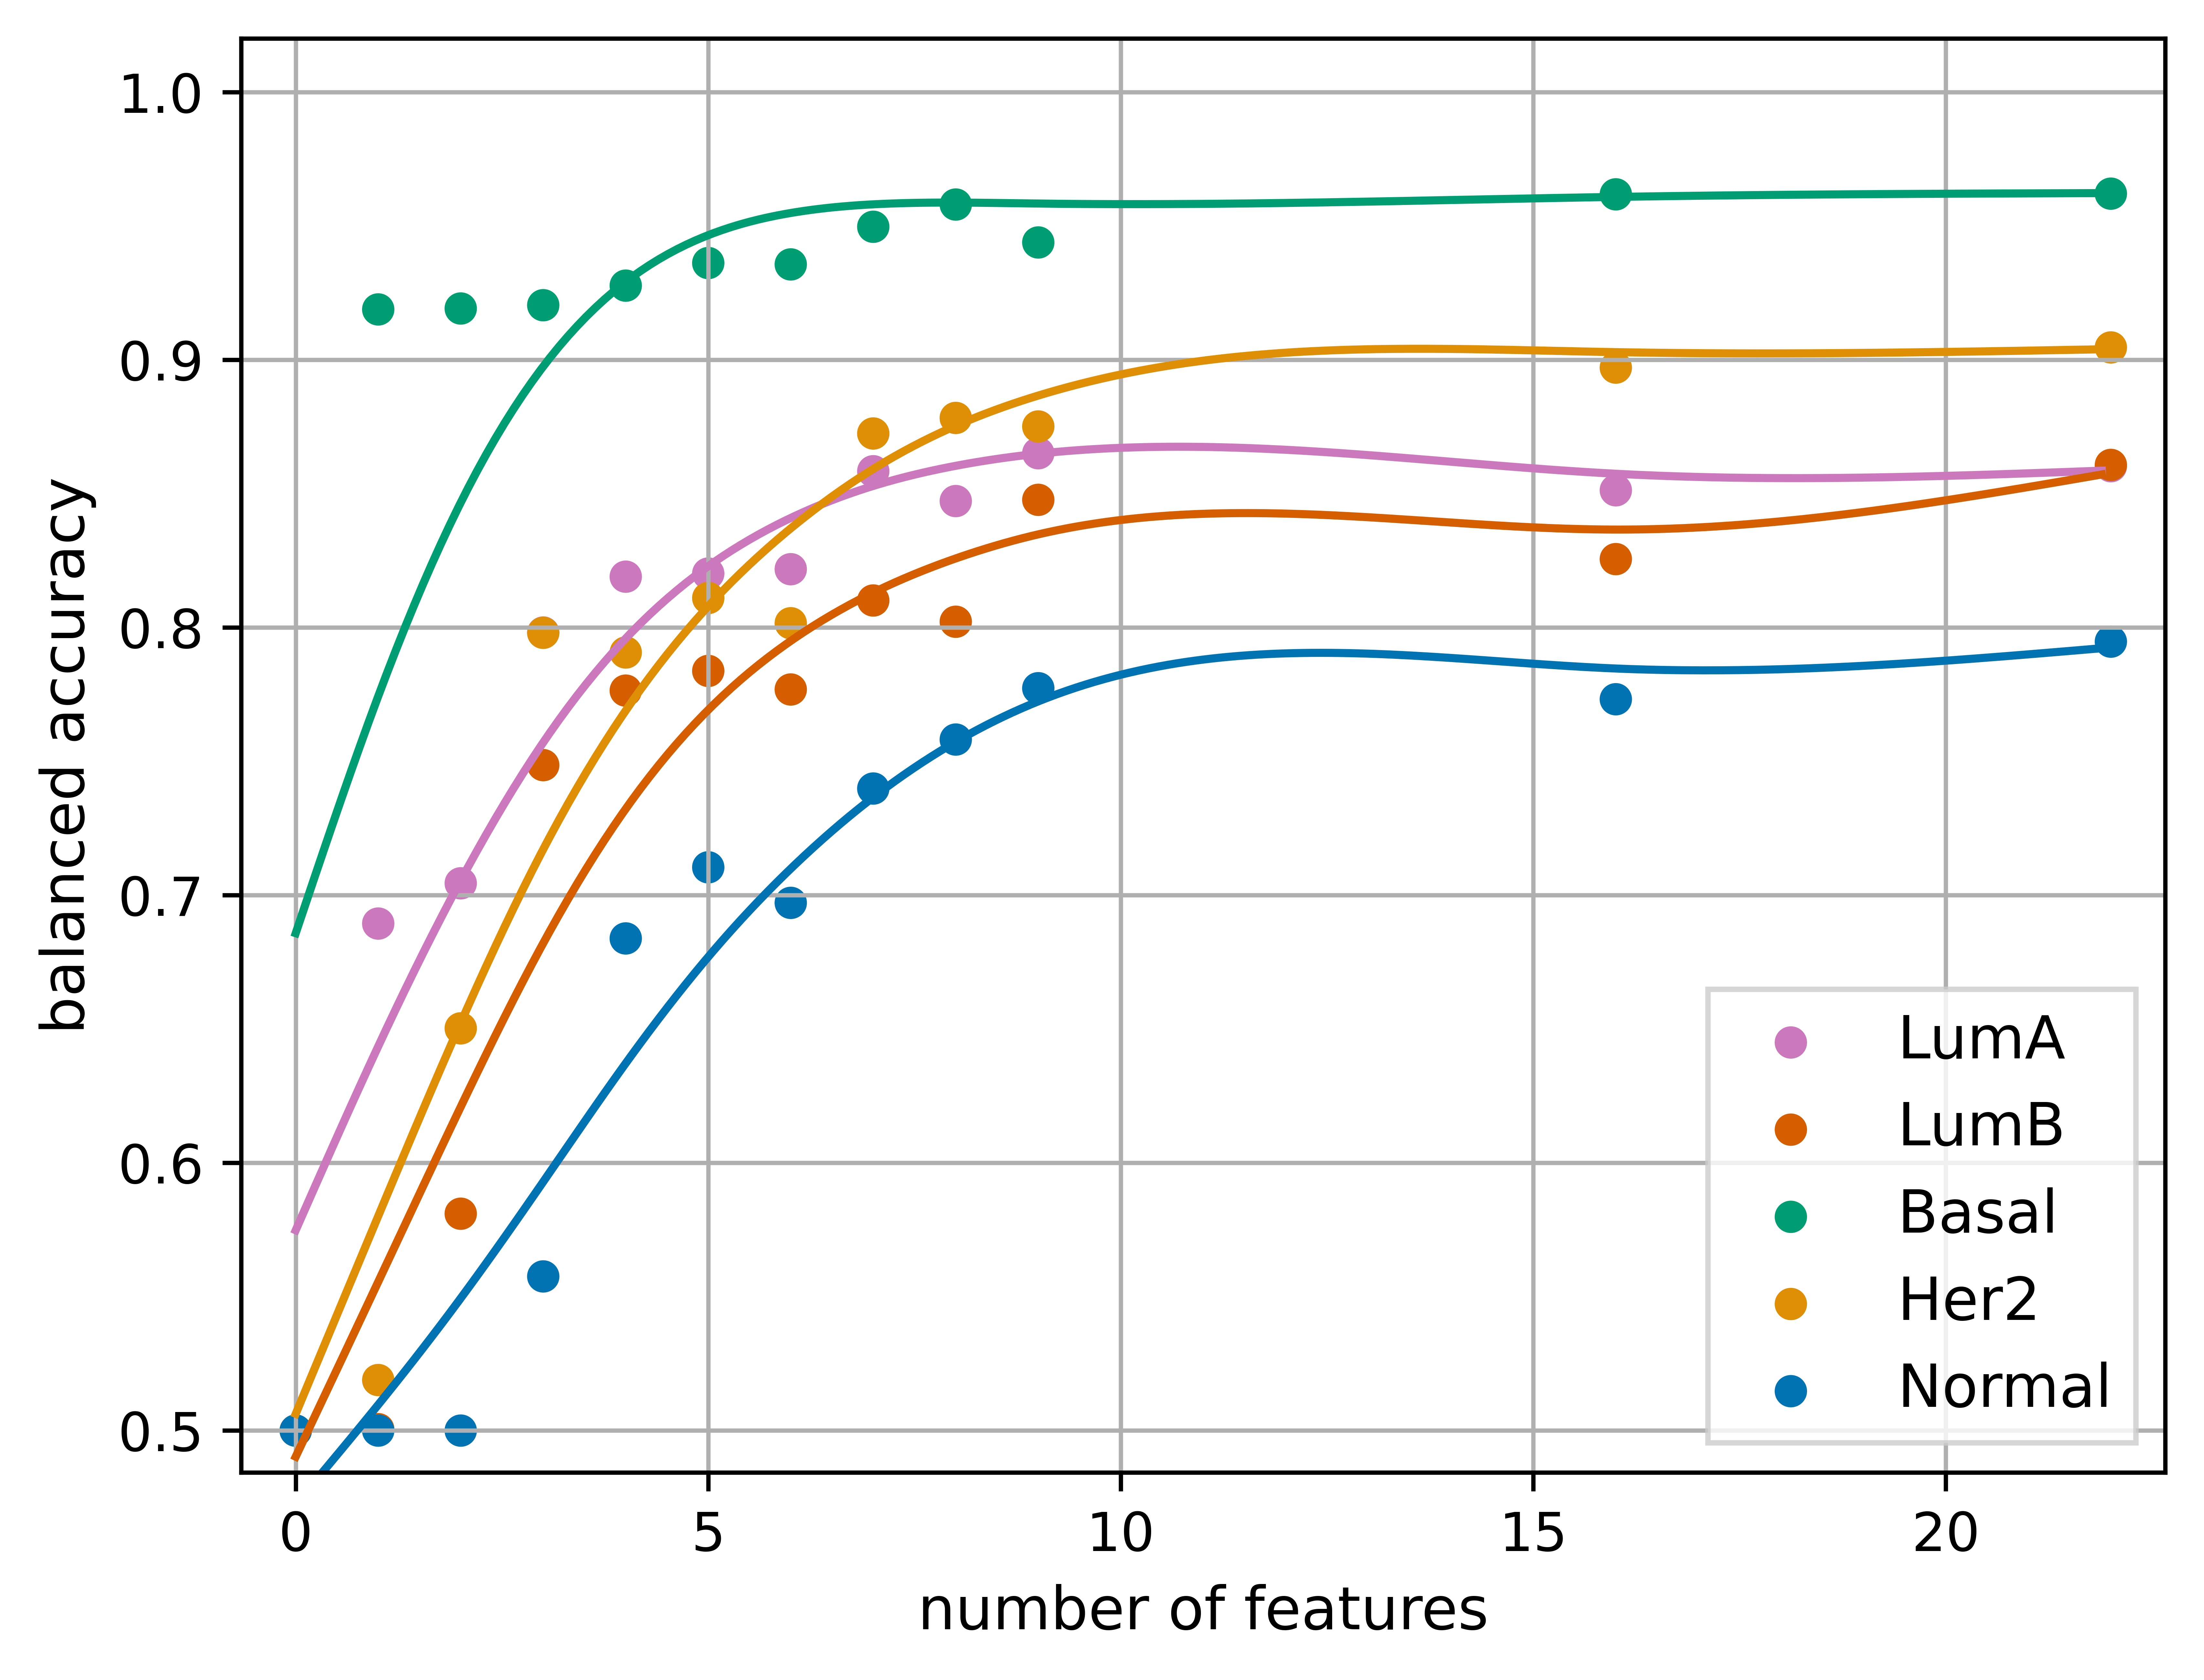 1.0
0.9
0.8
0.7
0.6
0.5
balanced accuracy
0 5 10 15 20
number of features
LumA
LumB
Basal
Her2
Normal